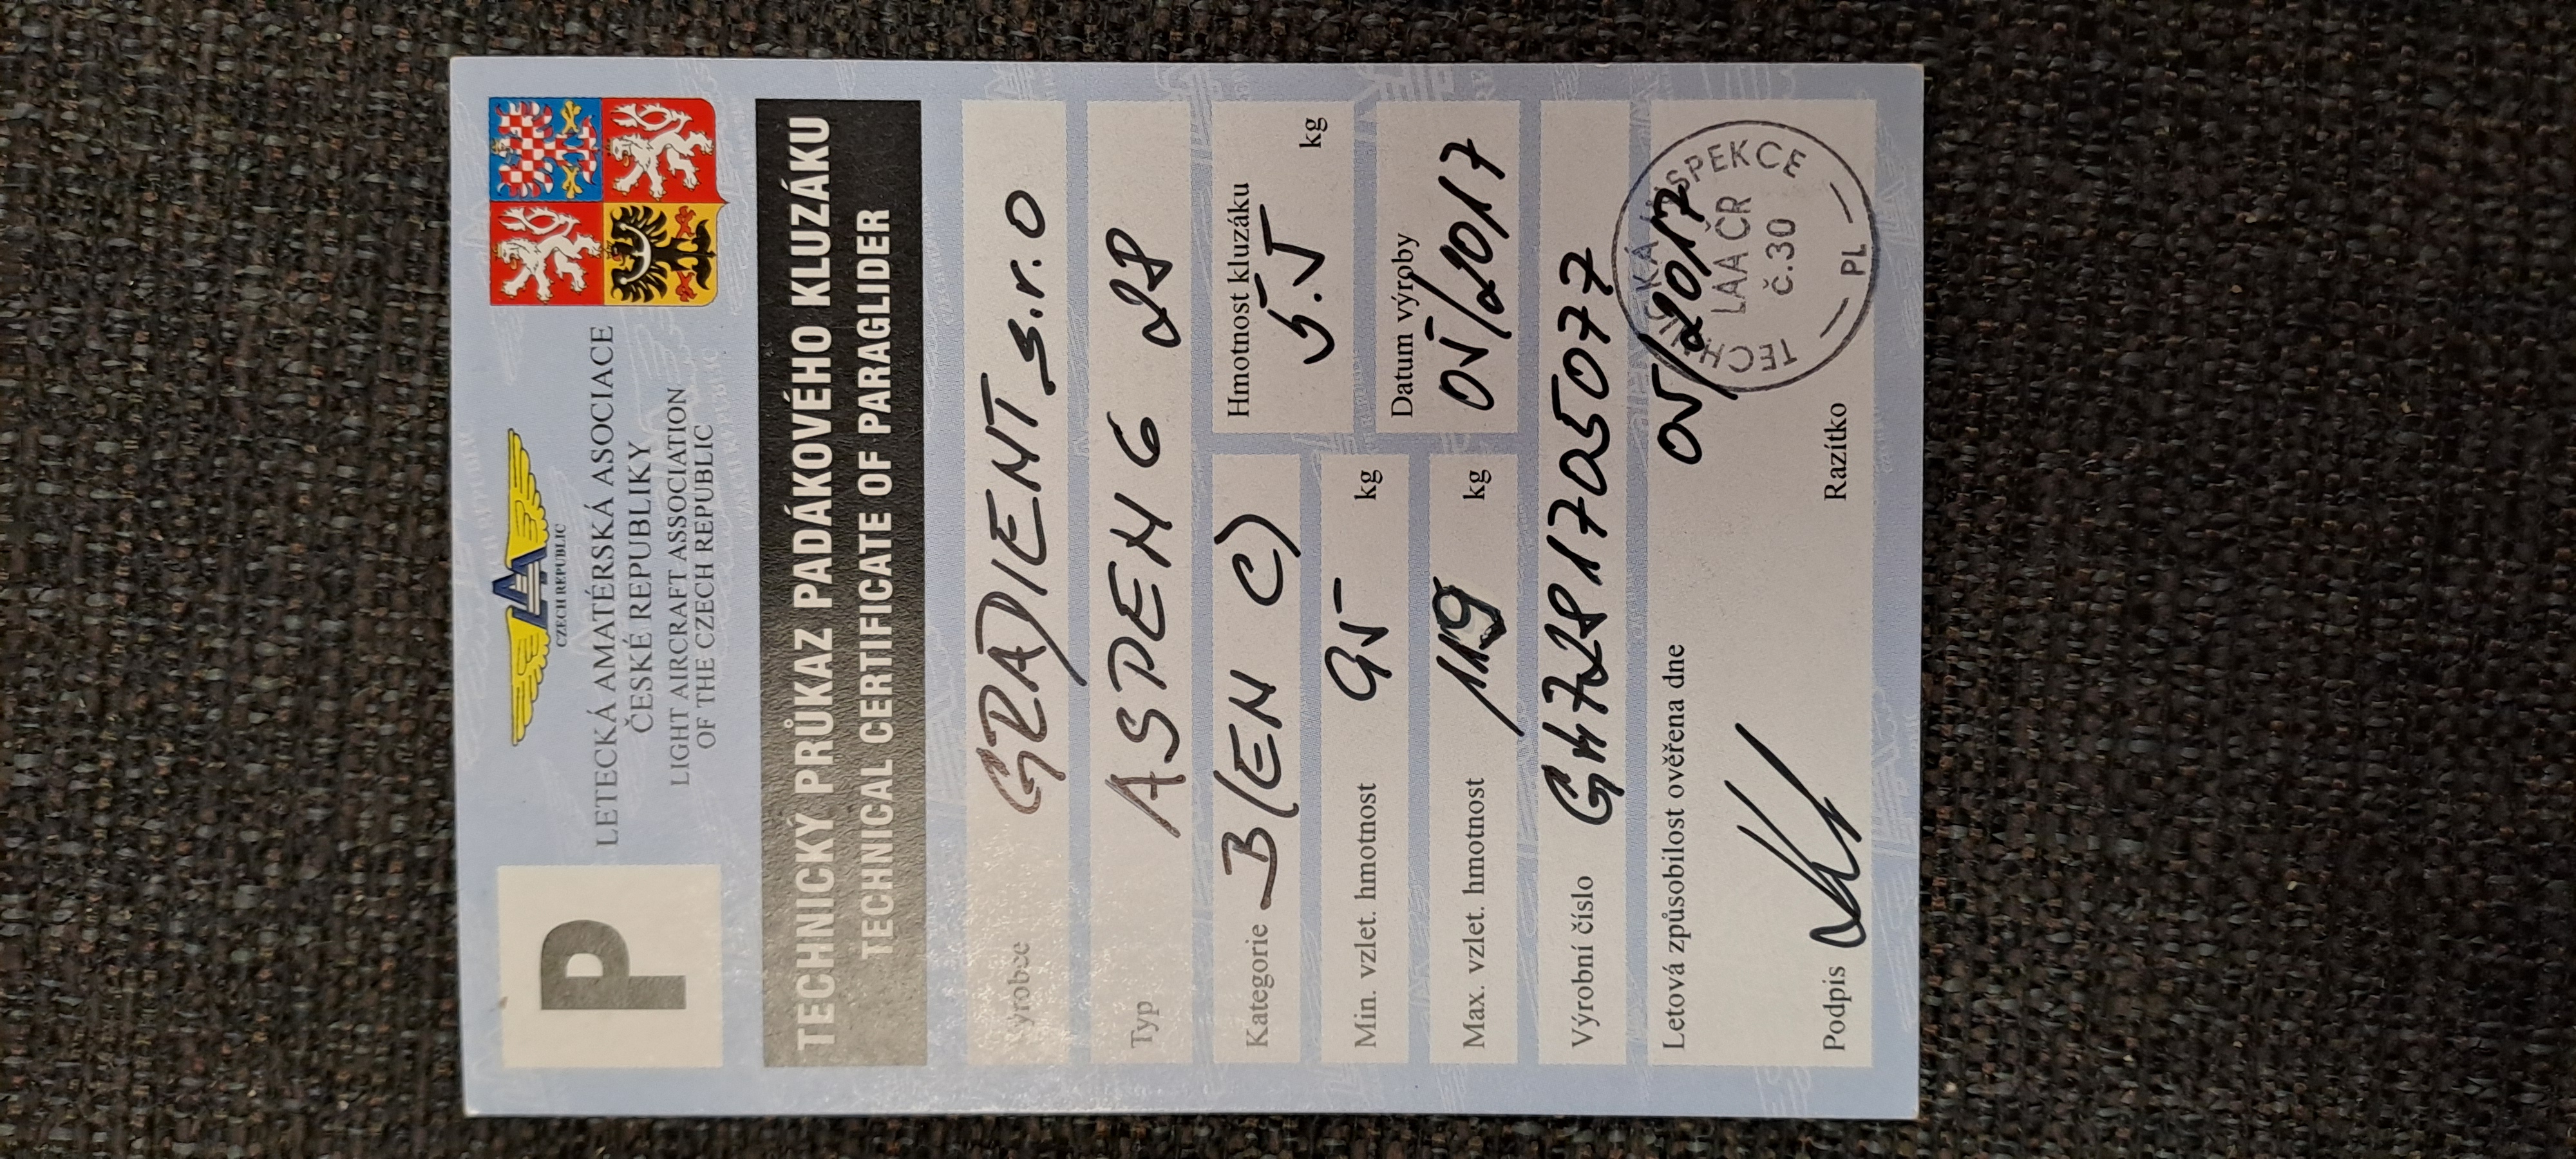 P
CZECH REPUBLIC
LETECKÁ AMATÉRSKÁ ASOCIACE
ČESKÉ REPUBLIKY
LIGHT AIRCRAFT ASSOCIATION
OF THE CZECH REPUBLIC
TECHNICKÝ PRŮKAZ PADÁKOVÉHO KLUZÁKU
TECHNICAL CERTIFICATE OF PARAGLIDER
Výrobce GRADIENT s.r.o
Typ ASPEN 6 28
Kategorie B (EN C)
Hmotnost kluzáku
5.5 kg
Min. vzlet. hmotnost 95 kg
Datum výroby
05/2017
Max. vzlet. hmotnost 119 kg
Výrobní číslo
Letová způsobilost ověřena dne 05/2017
Podpis
Razítko
TECHNICKÁ INSPEKCE
LAA ČR
č.30
PL